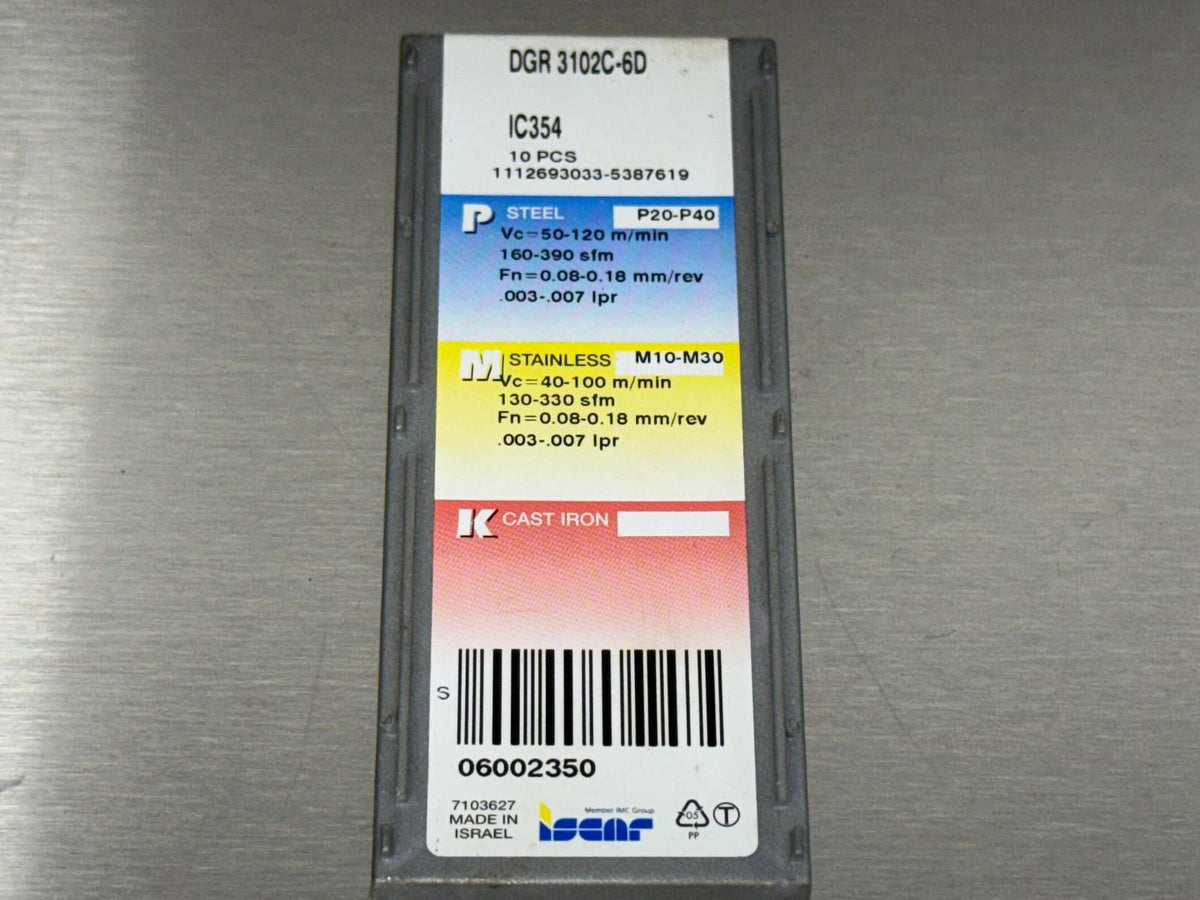 DGR 3102C-6D
IC354
10 PCS
1112693033-5387619
P STEEL P20-P40
Vc=50-120 m/min
160-390 sfm
Fn=0.08-0.18 mm/rev
.003-.007 Ipr
M STAINLESS M10-M30
Vc=40-100 m/min
130-330 sfm
Fn=0.08-0.18 mm/rev
.003-.007 Ipr
K CAST IRON
S
06002350
7103627
MADE IN
ISRAEL
Member IMC Group
iscar
05
PP
T